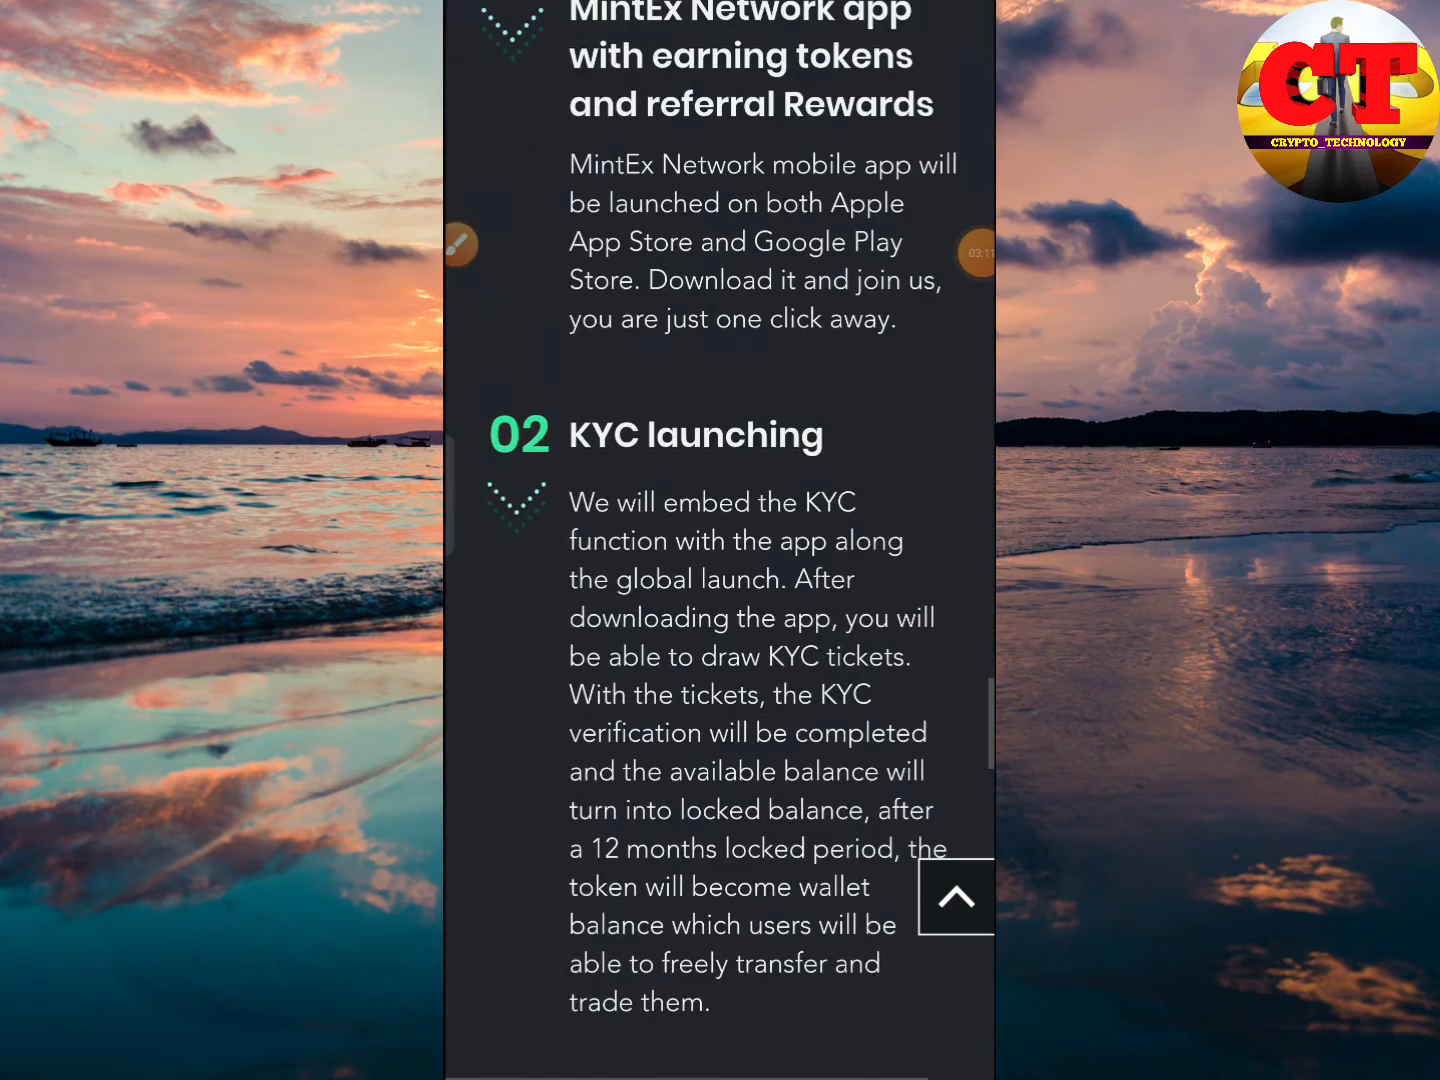 MintEx Network app
with earning tokens
and referral Rewards
MintEx Network mobile app will
be launched on both Apple
App Store and Google Play
Store. Download it and join us,
you are just one click away.
02 KYC launching
We will embed the KYC
function with the app along
the global launch. After
downloading the app, you will
be able to draw KYC tickets.
With the tickets, the KYC
verification will be completed
and the available balance will
turn into locked balance, after
a 12 months locked period, the
token will become wallet
balance which users will be
able to freely transfer and
trade them.
03:11
CT
CRYPTO_TECHNOLOGY